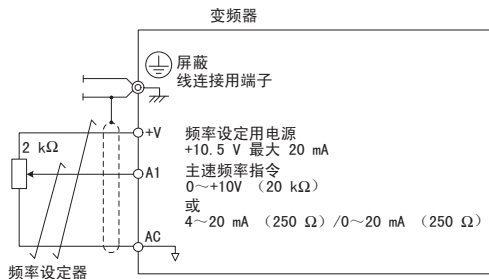 变频器
屏蔽
线连接用端子
+V
频率设定用电源
+10.5 V 最大 20 mA
2 kΩ
A1
主速频率指令
0～+10V （20 kΩ）
或
4～20 mA （250 Ω）/0～20 mA （250 Ω）
AC
频率设定器